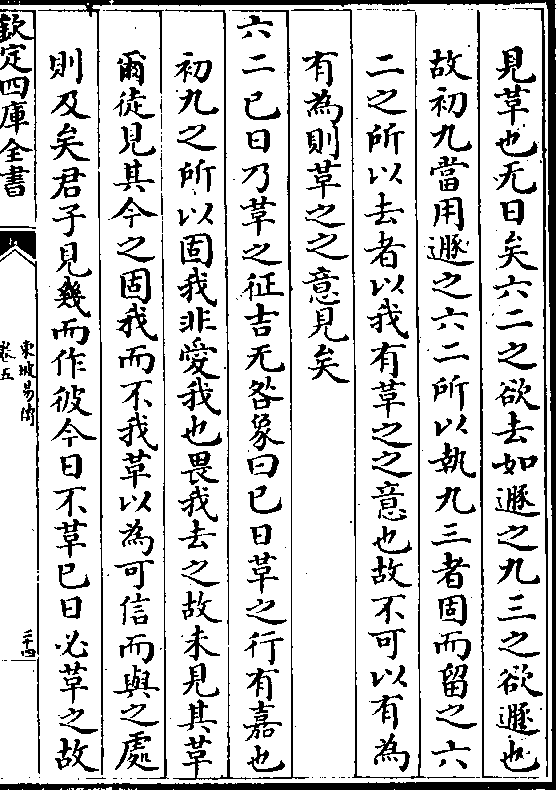 見革也无日矣六二之欲去如遯之九三之欲遯也
故初九當用遯之六二所以執九三者固而留之六
二之所以去者以我有革之之意也故不可以有為
有為則革之之意見矣
六二已日乃革之征吉无咎象曰已日革之行有嘉也
初九之所以固我非愛我也畏我去之故未見其革
爾徒見其今之固我而不我革以為可信而與之處
則及矣君子見幾而作彼今日不革已日必革之故
欽定四庫全書
東坡易傳
卷五